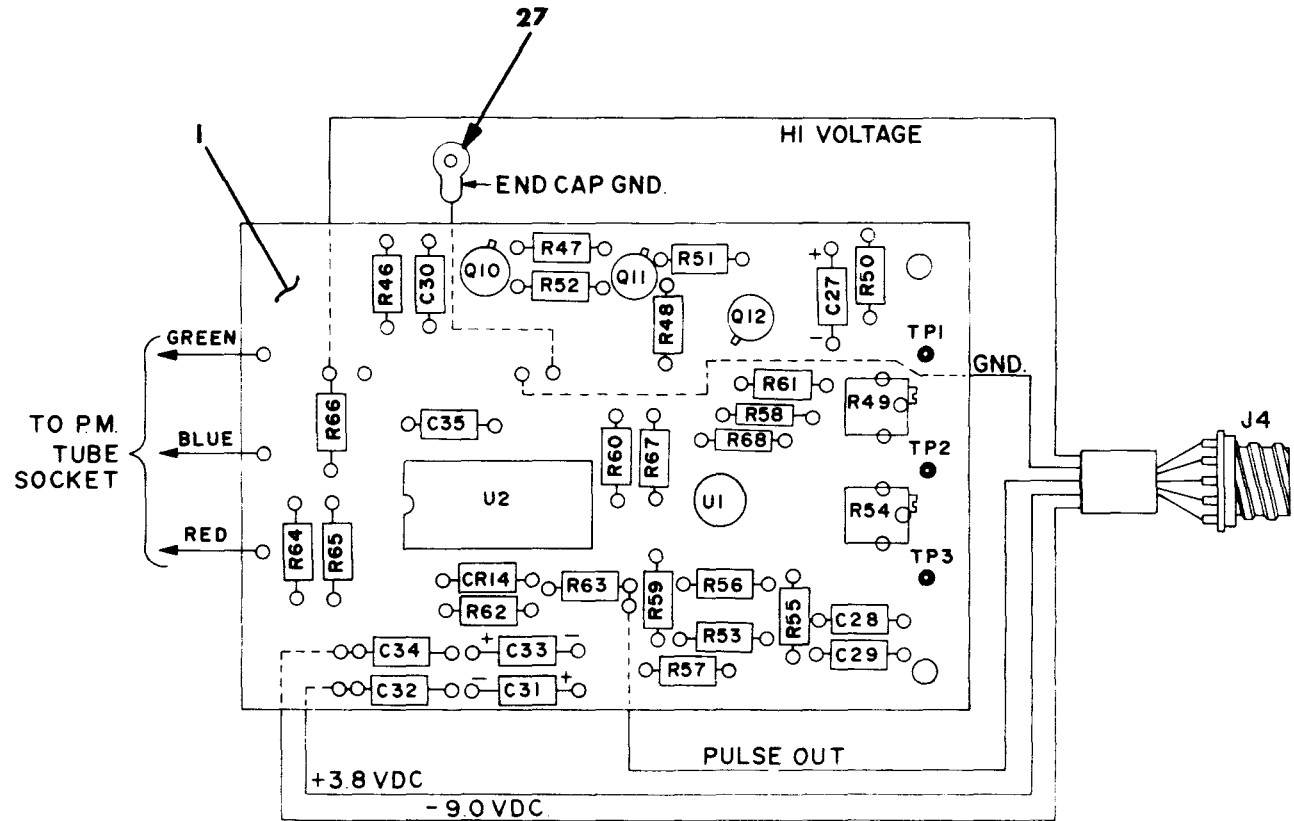 27
1
HI VOLTAGE
END CAP GND.
R46
C30
Q10
R47
R52
Q11
R51
R48
Q12
C27
+
-
R50
TP1
GREEN
GND.
R66
R61
R49
TO P.M.
TUBE
SOCKET
BLUE
C35
R58
R68
R60
R67
TP2
J4
U2
U1
R54
RED
R64
R65
TP3
CR14
R62
R63
R59
R56
R55
C28
R53
C29
R57
C34
+
C33
-
C32
-
C31
+
PULSE OUT
+3.8 VDC
-9.0 VDC